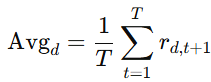 Avg_d = \frac{1}{T} \sum_{t=1}^{T} r_{d,t+1}